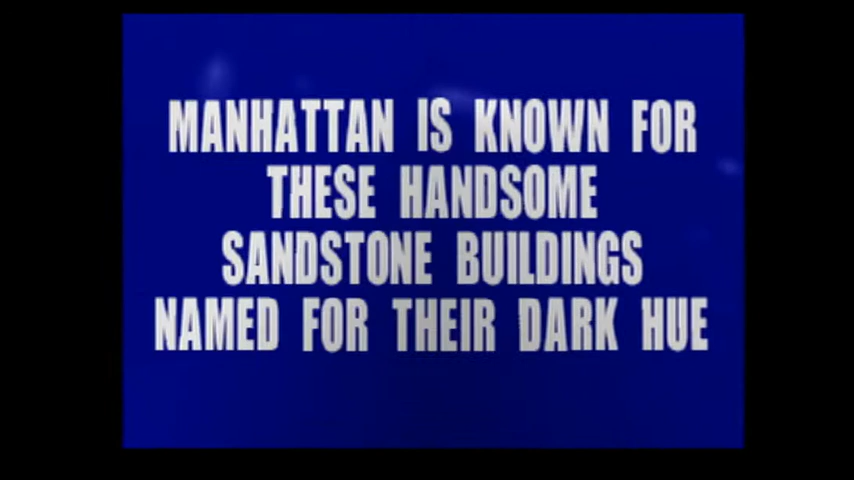 MANHATTAN IS KNOWN FOR
THESE HANDSOME
SANDSTONE BUILDINGS
NAMED FOR THEIR DARK HUE